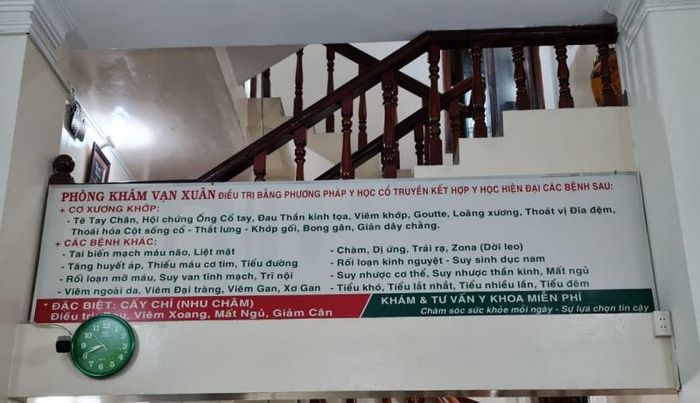 PHÒNG KHÁM VẠN XUÂN ĐIỀU TRỊ BẰNG PHƯƠNG PHÁP Y HỌC CỔ TRUYỀN KẾT HỢP Y HỌC HIỆN ĐẠI CÁC BỆNH SAU:
+ CƠ XƯƠNG KHỚP:
- Tê Tay Chân, Hội chứng Ống Cổ tay, Đau Thần kinh tọa, Viêm khớp, Goutte, Loãng xương, Thoát vị Đĩa đệm,
Thoái hóa Cột sống cổ - Thắt lưng - Khớp gối, Bong gân, Giãn dây chằng.
+ CÁC BỆNH KHÁC:
- Tai biến mạch máu não, Liệt mặt
- Tăng huyết áp, Thiếu máu cơ tim, Tiểu đường
- Rối loạn mỡ máu, Suy van tĩnh mạch, Trĩ nội
- Viêm ngoài da, Viêm Đại tràng, Viêm Gan, Xơ Gan
- Chàm, Dị ứng, Trái rạ, Zona (Dời leo)
- Rối loạn kinh nguyệt - Suy sinh dục nam
- Suy nhược cơ thể, Suy nhược thần kinh, Mất ngủ
- Tiểu khó, Tiểu lắt nhắt, Tiểu nhiều lần, Tiểu đêm
* ĐẶC BIỆT: CẤY CHỈ (NHU CHÂM)
Điều trị Viêm Xoang, Mất Ngủ, Giảm Cân
KHÁM & TƯ VẤN Y KHOA MIỄN PHÍ
Chăm sóc sức khỏe mỗi ngày - Sự lựa chọn tin cậy